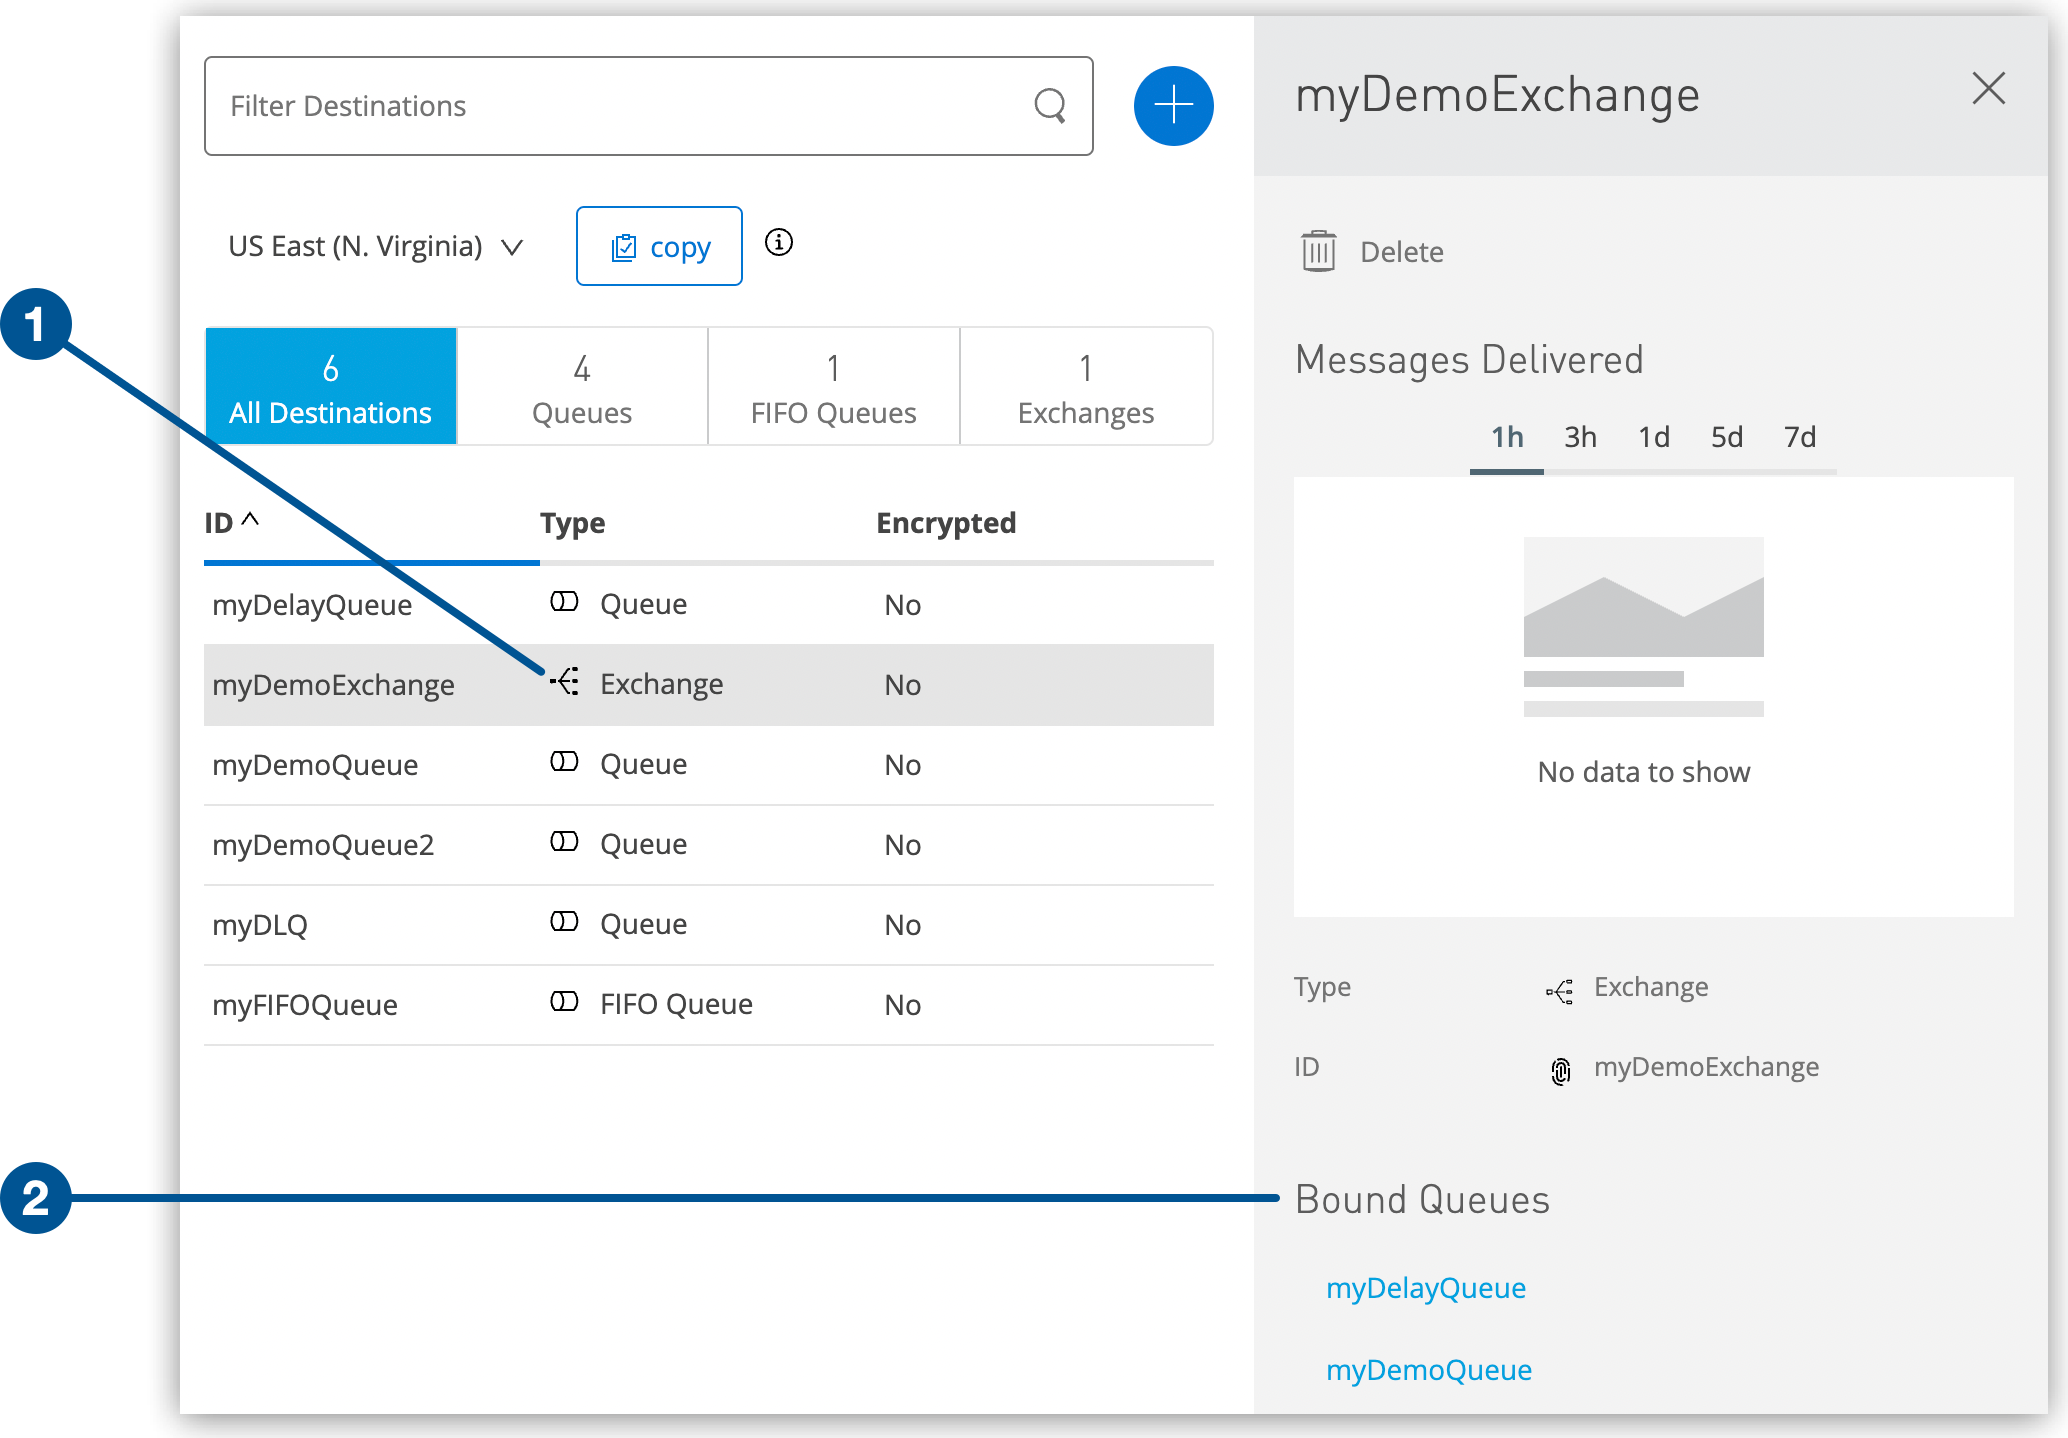 Filter Destinations
US East (N. Virginia)
copy
1
6
All Destinations
4
Queues
1
FIFO Queues
1
Exchanges
ID Type Encrypted
myDelayQueue Queue No
myDemoExchange Exchange No
myDemoQueue Queue No
myDemoQueue2 Queue No
myDLQ Queue No
myFIFOQueue FIFO Queue No
2
myDemoExchange
Delete
Messages Delivered
1h 3h 1d 5d 7d
No data to show
Type Exchange
ID myDemoExchange
Bound Queues
myDelayQueue
myDemoQueue